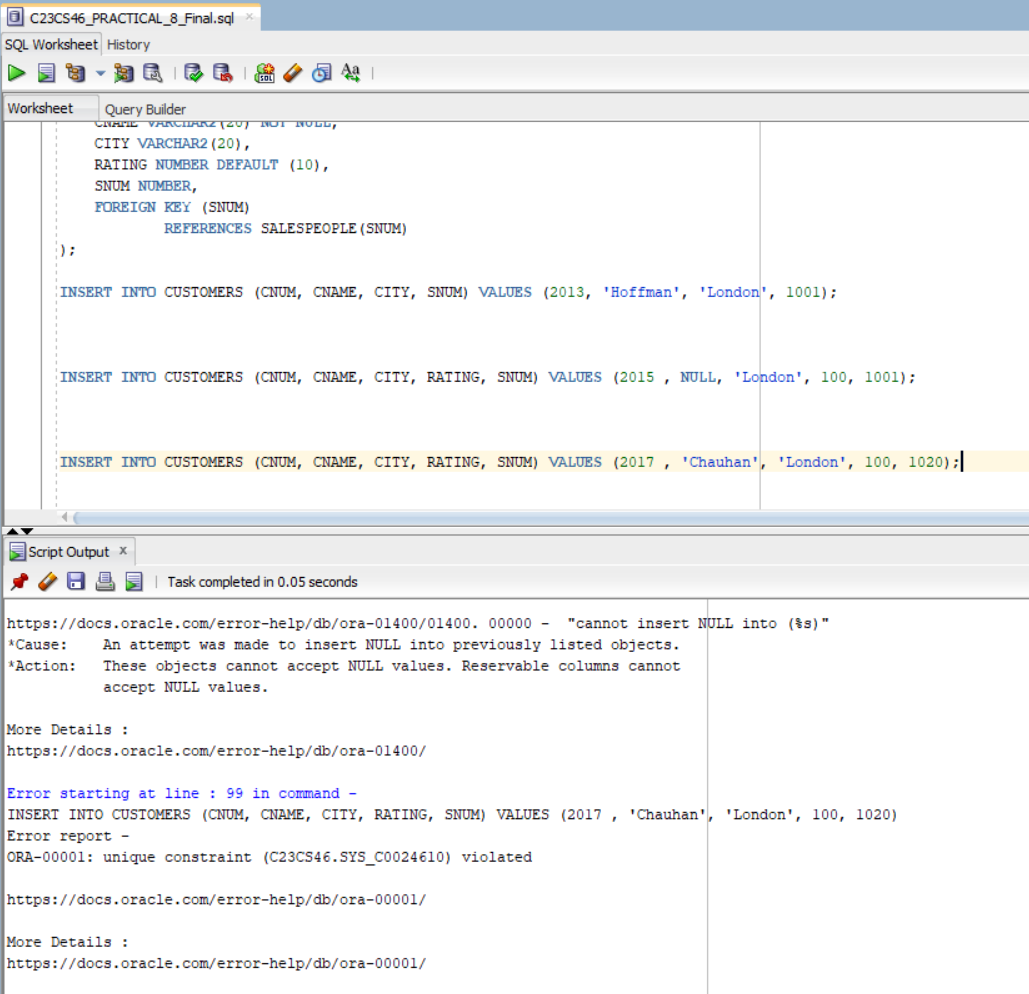 C23CS46_PRACTICAL_8_Final.sql ×
SQL Worksheet History
Worksheet Query Builder
CNAME VARCHAR2(20) NOT NULL,
CITY VARCHAR2(20),
RATING NUMBER DEFAULT (10),
SNUM NUMBER,
FOREIGN KEY (SNUM)
REFERENCES SALESPEOPLE(SNUM)
);
INSERT INTO CUSTOMERS (CNUM, CNAME, CITY, SNUM) VALUES (2013, 'Hoffman', 'London', 1001);
INSERT INTO CUSTOMERS (CNUM, CNAME, CITY, RATING, SNUM) VALUES (2015 , NULL, 'London', 100, 1001);
INSERT INTO CUSTOMERS (CNUM, CNAME, CITY, RATING, SNUM) VALUES (2017 , 'Chauhan', 'London', 100, 1020);
Script Output x
Task completed in 0.05 seconds
https://docs.oracle.com/error-help/db/ora-01400/01400. 00000 - "cannot insert NULL into (%s)"
*Cause: An attempt was made to insert NULL into previously listed objects.
*Action: These objects cannot accept NULL values. Reservable columns cannot
accept NULL values.
More Details :
https://docs.oracle.com/error-help/db/ora-01400/
Error starting at line : 99 in command -
INSERT INTO CUSTOMERS (CNUM, CNAME, CITY, RATING, SNUM) VALUES (2017 , 'Chauhan', 'London', 100, 1020)
Error report -
ORA-00001: unique constraint (C23CS46.SYS_C0024610) violated
https://docs.oracle.com/error-help/db/ora-00001/
More Details :
https://docs.oracle.com/error-help/db/ora-00001/